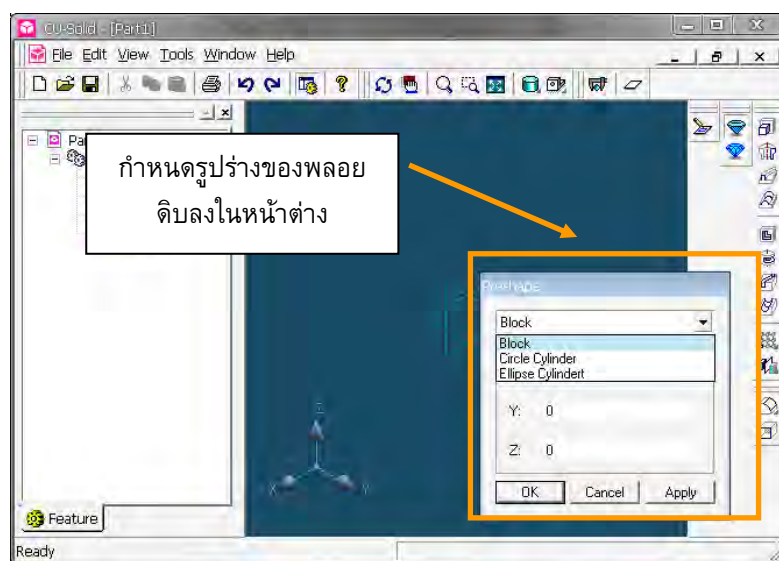 CU-Solid - [Part1]
File Edit View Tools Window Help
Pa
กำหนดรูปร่างของพลอย
ดิบลงในหน้าต่าง
Preshape
Block
Block
Circle Cylinder
Ellipse Cylindert
Y: 0
Z: 0
OK Cancel Apply
Z
X Y
Feature
Ready